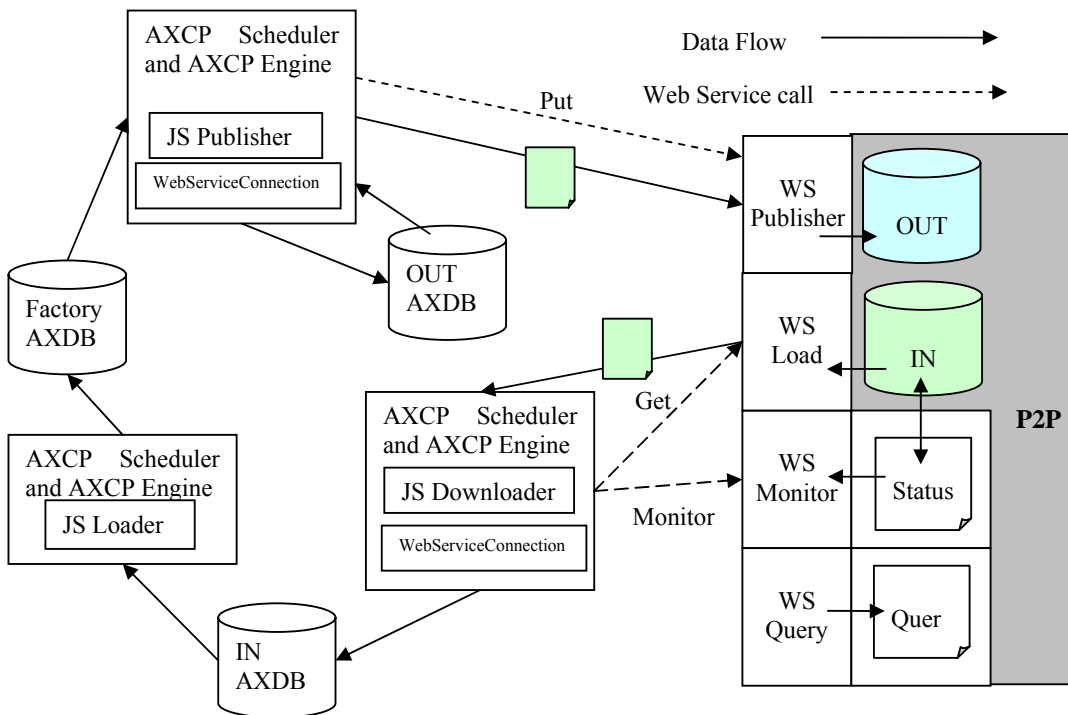 AXCP Scheduler
and AXCP Engine
JS Publisher
WebServiceConnection
Data Flow
Web Service call
Put
WS
Publisher
OUT
OUT
AXDB
Factory
AXDB
WS
Load
IN
Get
AXCP Scheduler
and AXCP Engine
JS Downloader
WebServiceConnection
P2P
AXCP Scheduler
and AXCP Engine
JS Loader
WS
Monitor
Status
Monitor
WS
Query
Quer
IN
AXDB